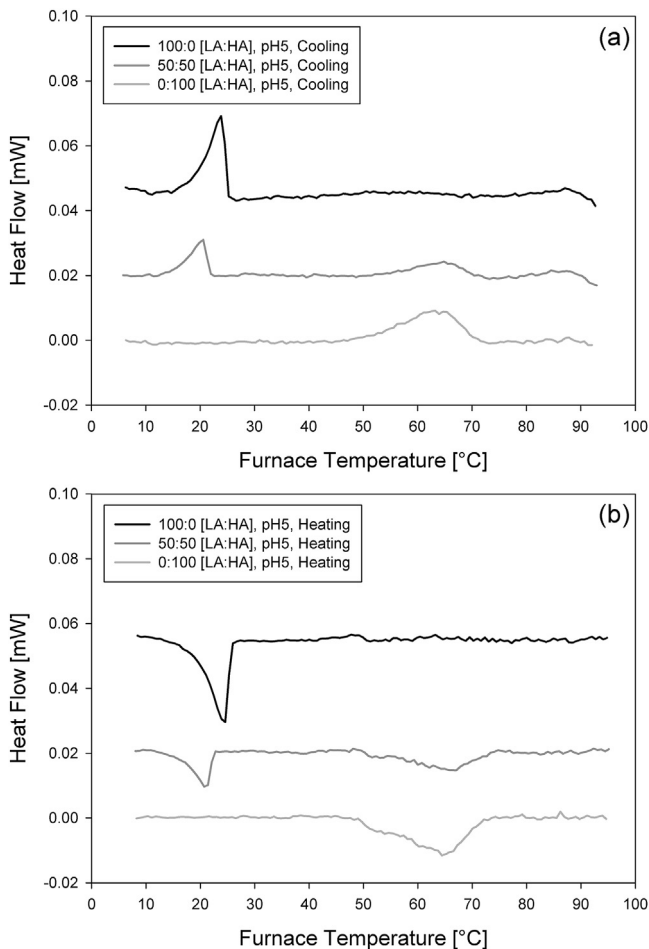 (a)
100:0 [LA:HA], pH5, Cooling
50:50 [LA:HA], pH5, Cooling
0:100 [LA:HA], pH5, Cooling
Heat Flow [mW]
0.10
0.08
0.06
0.04
0.02
0.00
-0.02
0 10 20 30 40 50 60 70 80 90 100
Furnace Temperature [°C]
(b)
100:0 [LA:HA], pH5, Heating
50:50 [LA:HA], pH5, Heating
0:100 [LA:HA], pH5, Heating
Heat Flow [mW]
0.10
0.08
0.06
0.04
0.02
0.00
-0.02
0 10 20 30 40 50 60 70 80 90 100
Furnace Temperature [°C]